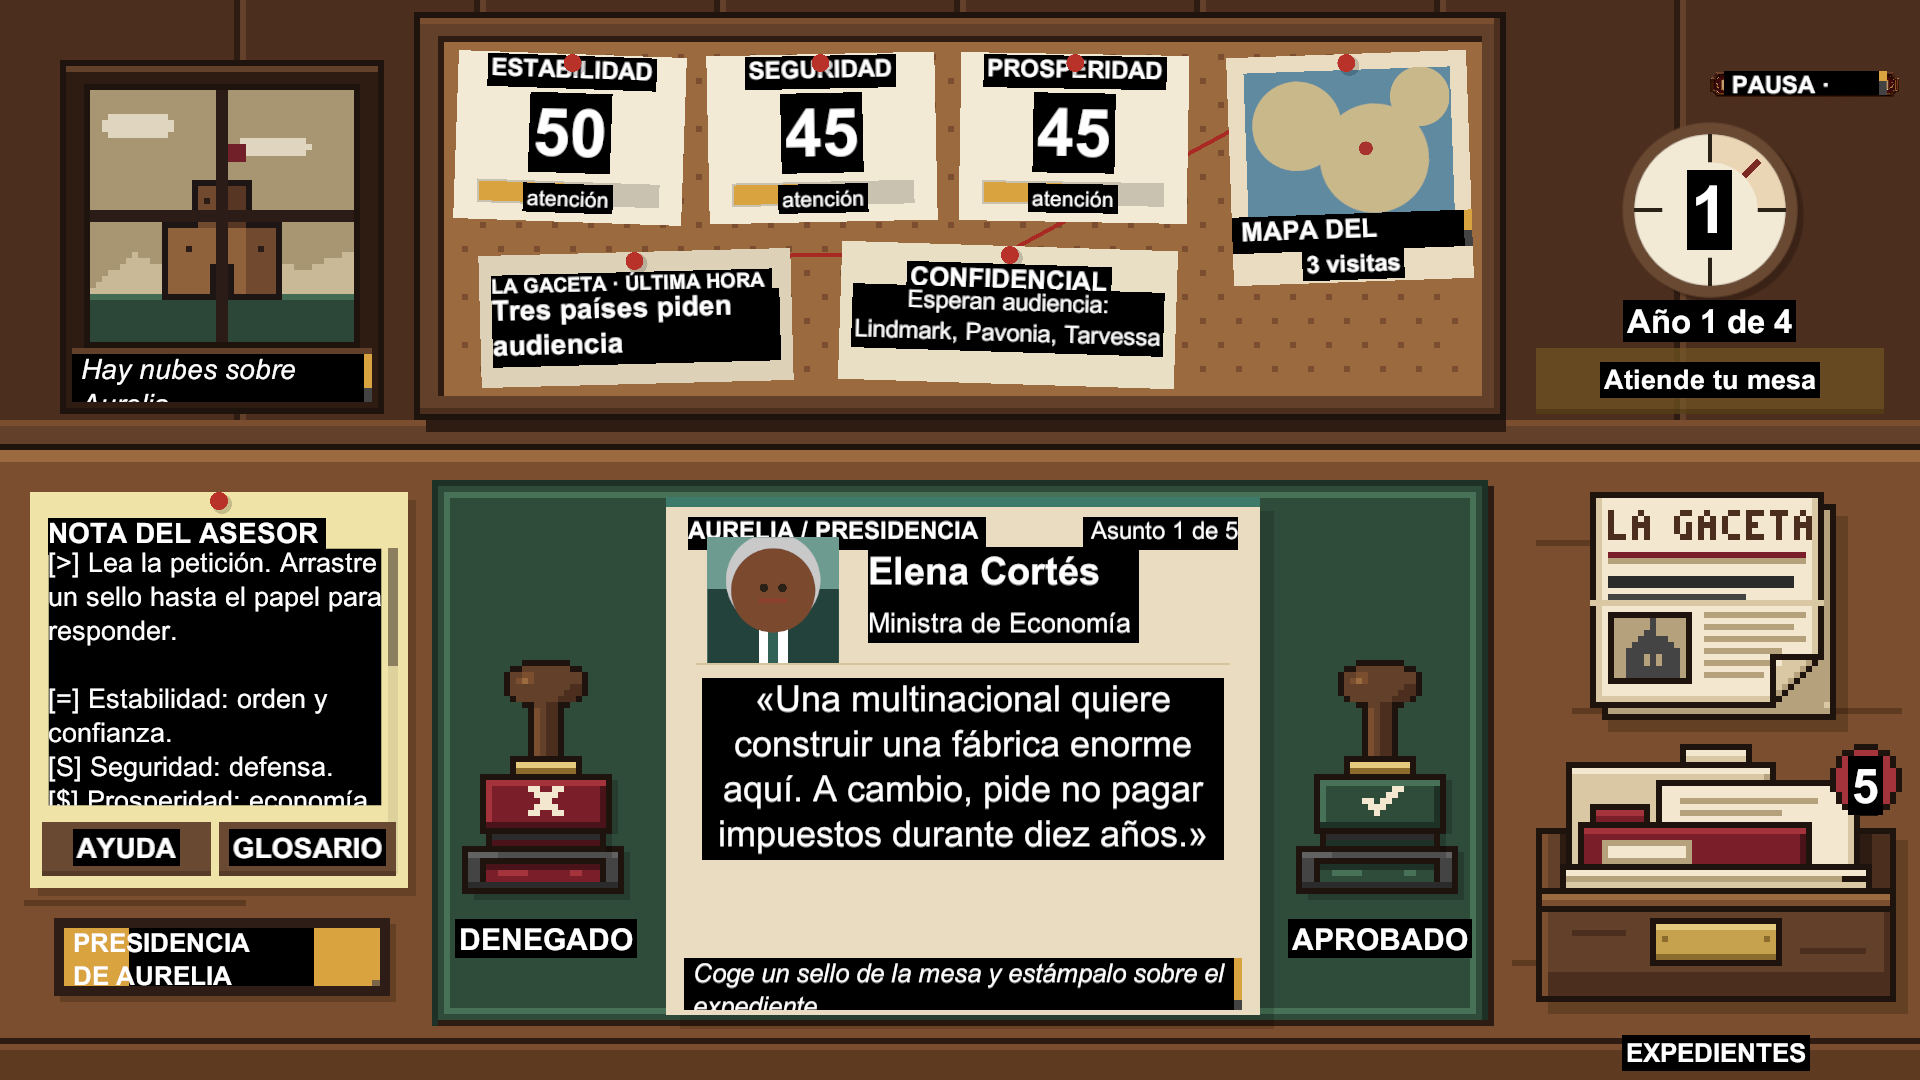 ESTABILIDAD
50
atención
SEGURIDAD
45
atención
PROSPERIDAD
45
atención
MAPA DEL
3 visitas
LA GACETA · ÚLTIMA HORA
Tres países piden
audiencia
CONFIDENCIAL
Esperan audiencia:
Lindmark, Pavonia, Tarvessa
Hay nubes sobre
Aurelia
PAUSA ·
1
Año 1 de 4
Atiende tu mesa
NOTA DEL ASESOR
[>] Lea la petición. Arrastre
un sello hasta el papel para
responder.
[=] Estabilidad: orden y
confianza.
[S] Seguridad: defensa.
[$] Prosperidad: economía
AYUDA
GLOSARIO
PRESIDENCIA
DE AURELIA
AURELIA / PRESIDENCIA
Asunto 1 de 5
Elena Cortés
Ministra de Economía
«Una multinacional quiere
construir una fábrica enorme
aquí. A cambio, pide no pagar
impuestos durante diez años.»
DENEGADO
APROBADO
Coge un sello de la mesa y estámpalo sobre el
expediente
LA GACETA
5
EXPEDIENTES